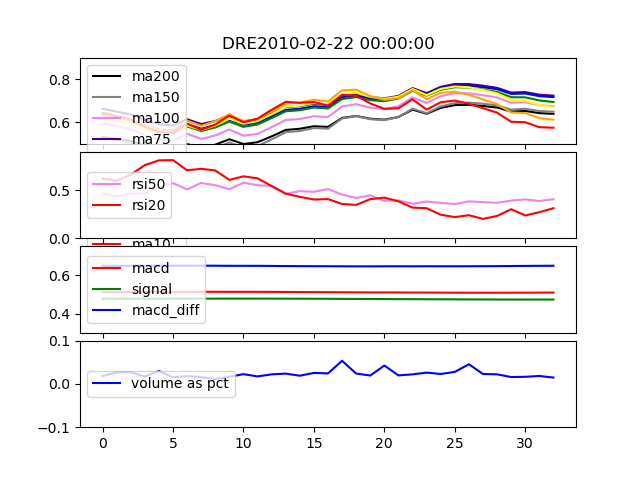 DRE2010-02-22 00:00:00
0.8
0.6
ma200
ma150
ma100
ma75
0.5
0.0
rsi50
rsi20
ma10
0.6
0.4
macd
signal
macd_diff
0.1
0.0
-0.1
volume as pct
0 5 10 15 20 25 30